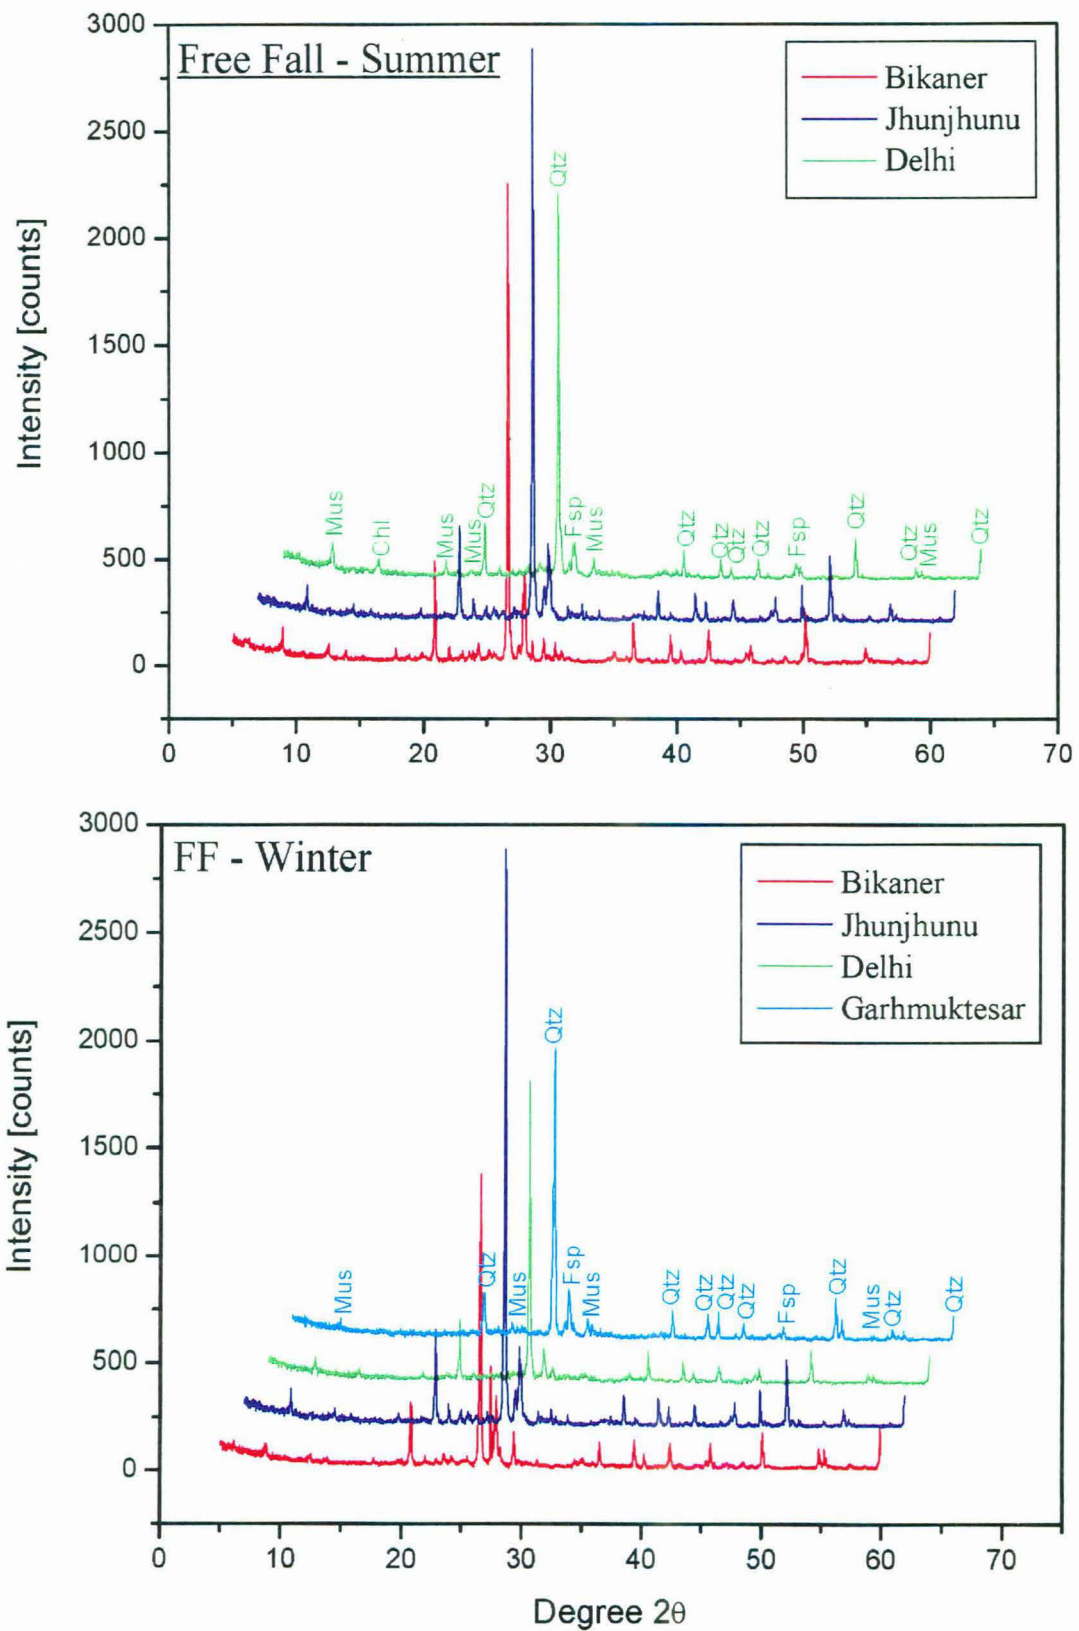 Free Fall - Summer
Bikaner
Jhunjhunu
Delhi
Intensity [counts]
3000
2500
2000
1500
1000
500
0
Mus
Chl
Mus
Mus
Qtz
Qtz
Fsp
Mus
Qtz
Qtz
Qtz
Qtz
Fsp
Qtz
Qtz
Mus
Qtz
0 10 20 30 40 50 60 70
FF - Winter
Bikaner
Jhunjhunu
Delhi
Garhmuktesar
Intensity [counts]
3000
2500
2000
1500
1000
500
0
Mus
Qtz
Mus
Qtz
Fsp
Mus
Qtz
Qtz
Qtz
Qtz
Fsp
Qtz
Mus
Qtz
Qtz
0 10 20 30 40 50 60 70
Degree 2θ